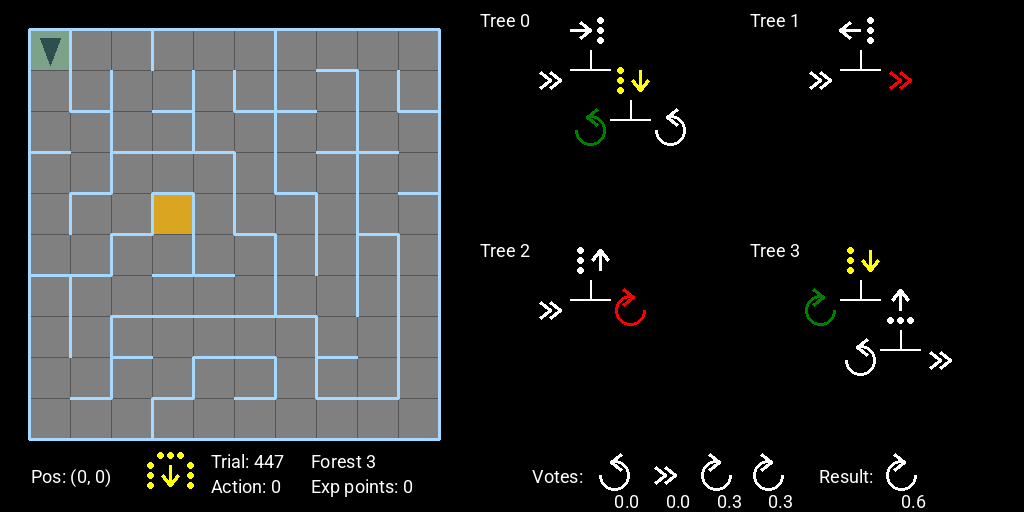 Tree 0
Tree 1
Tree 2
Tree 3
Pos: (0, 0)
Trial: 447
Forest 3
Action: 0
Exp points: 0
Votes:
Result:
0.0
0.0
0.3
0.3
0.6